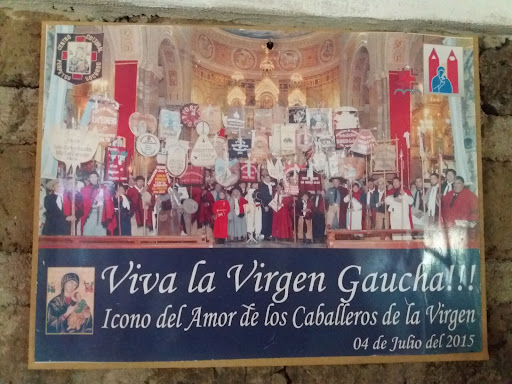 Viva la Virgen Gaucha!!!
Icono del Amor de los Caballeros de la Virgen
04 de Julio del 2015